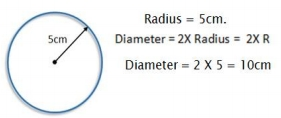 5cm
Radius = 5cm.
Diameter = 2X Radius = 2X R
Diameter = 2 X 5 = 10cm